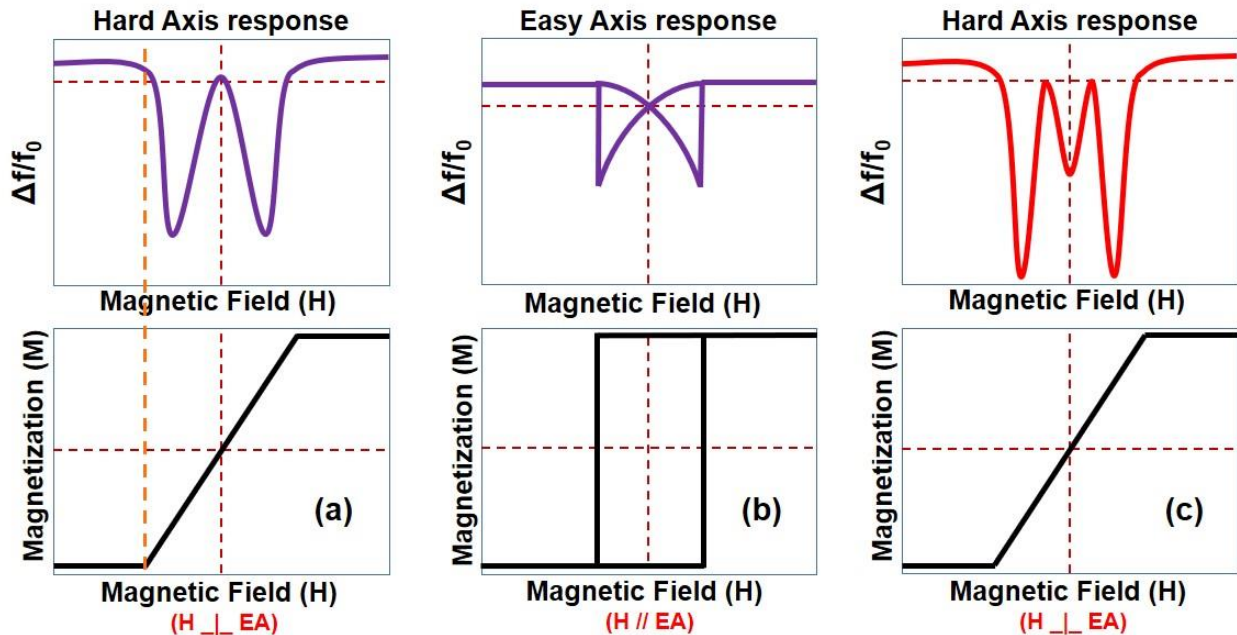 Hard Axis response
Easy Axis response
Hard Axis response
Δf/f₀
Δf/f₀
Δf/f₀
Magnetic Field (H)
Magnetic Field (H)
Magnetic Field (H)
Magnetization (M)
(a)
Magnetization (M)
(b)
Magnetization (M)
(c)
Magnetic Field (H)
Magnetic Field (H)
Magnetic Field (H)
(H _|_ EA)
(H // EA)
(H _|_ EA)